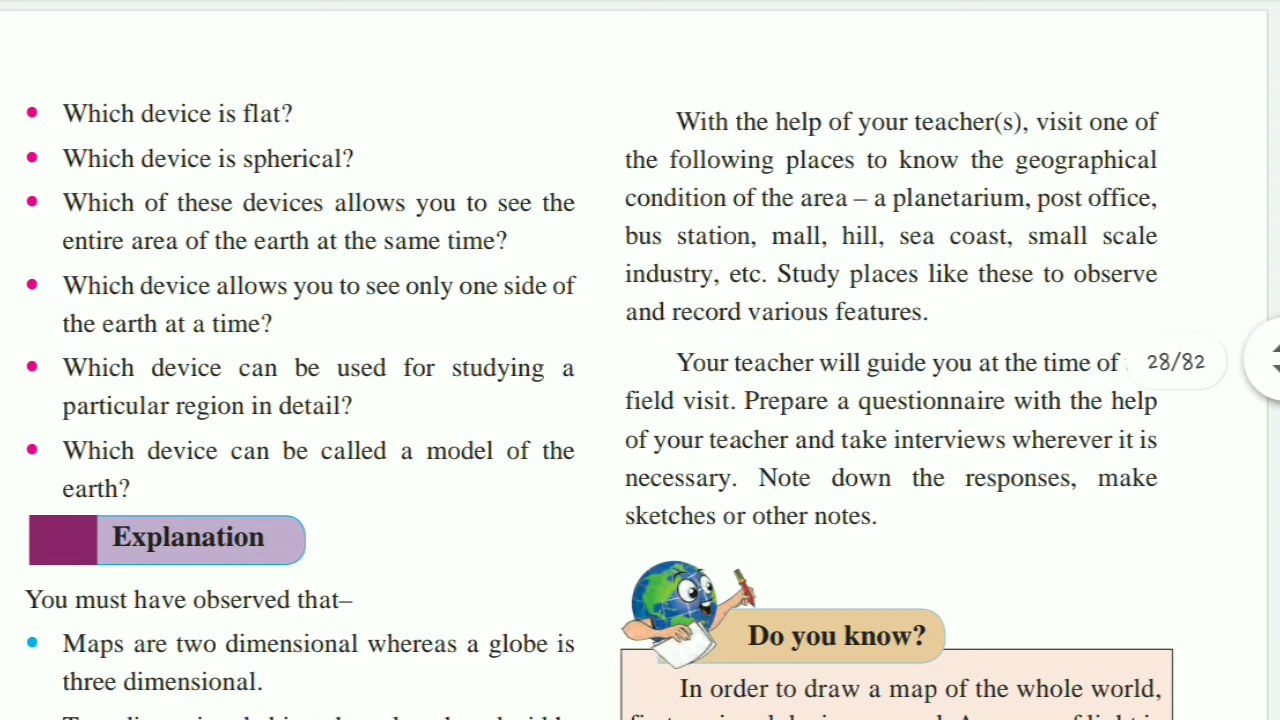 Which device is flat?
Which device is spherical?
Which of these devices allows you to see the
entire area of the earth at the same time?
Which device allows you to see only one side of
the earth at a time?
Which device can be used for studying a
particular region in detail?
Which device can be called a model of the
earth?
Explanation
You must have observed that–
Maps are two dimensional whereas a globe is
three dimensional.
With the help of your teacher(s), visit one of
the following places to know the geographical
condition of the area – a planetarium, post office,
bus station, mall, hill, sea coast, small scale
industry, etc. Study places like these to observe
and record various features.
Your teacher will guide you at the time of
28/82
field visit. Prepare a questionnaire with the help
of your teacher and take interviews wherever it is
necessary. Note down the responses, make
sketches or other notes.
Do you know?
In order to draw a map of the whole world,